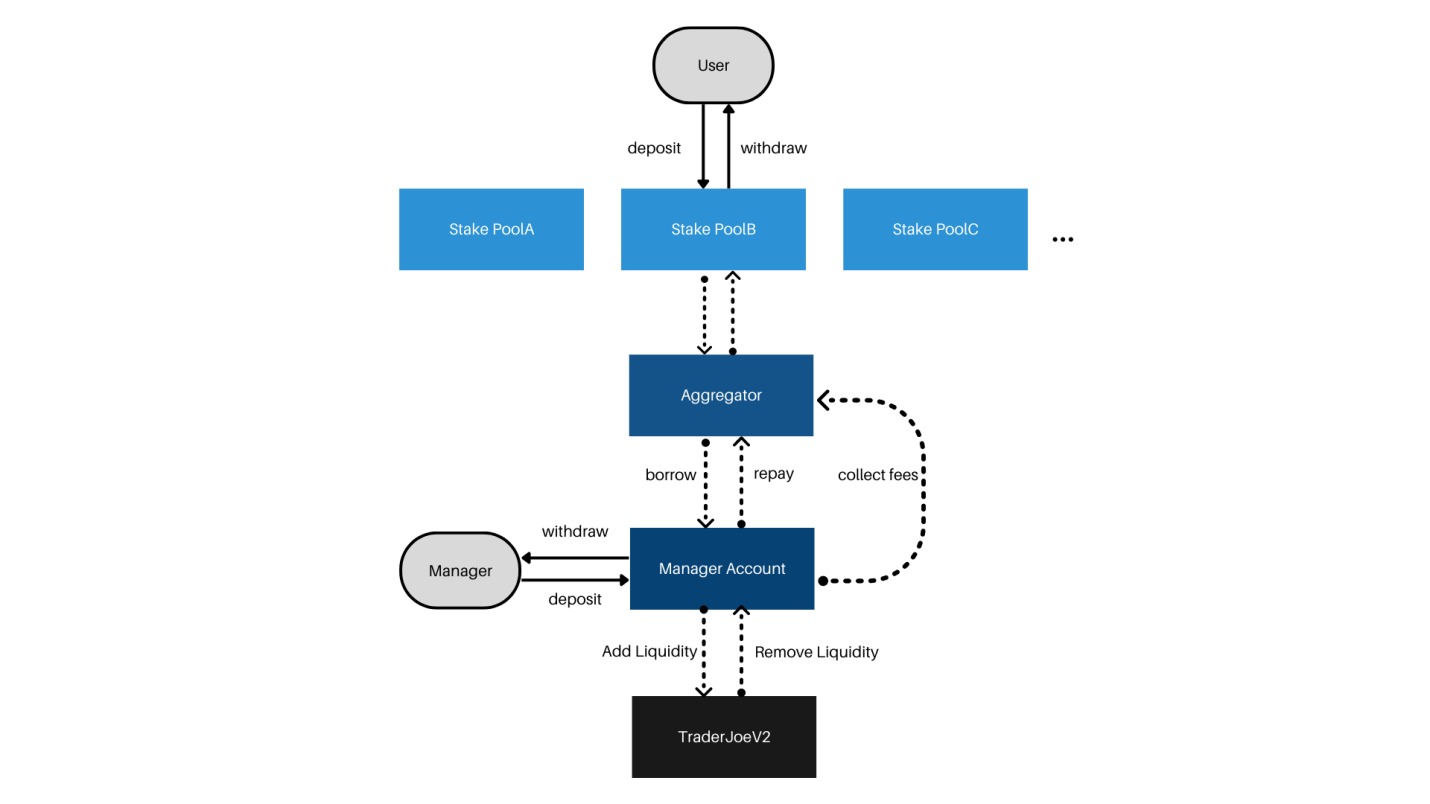 User
deposit
withdraw
Stake PoolA
Stake PoolB
Stake PoolC
...
Aggregator
borrow
repay
collect fees
withdraw
Manager
Manager Account
deposit
Add Liquidity
Remove Liquidity
TraderJoeV2